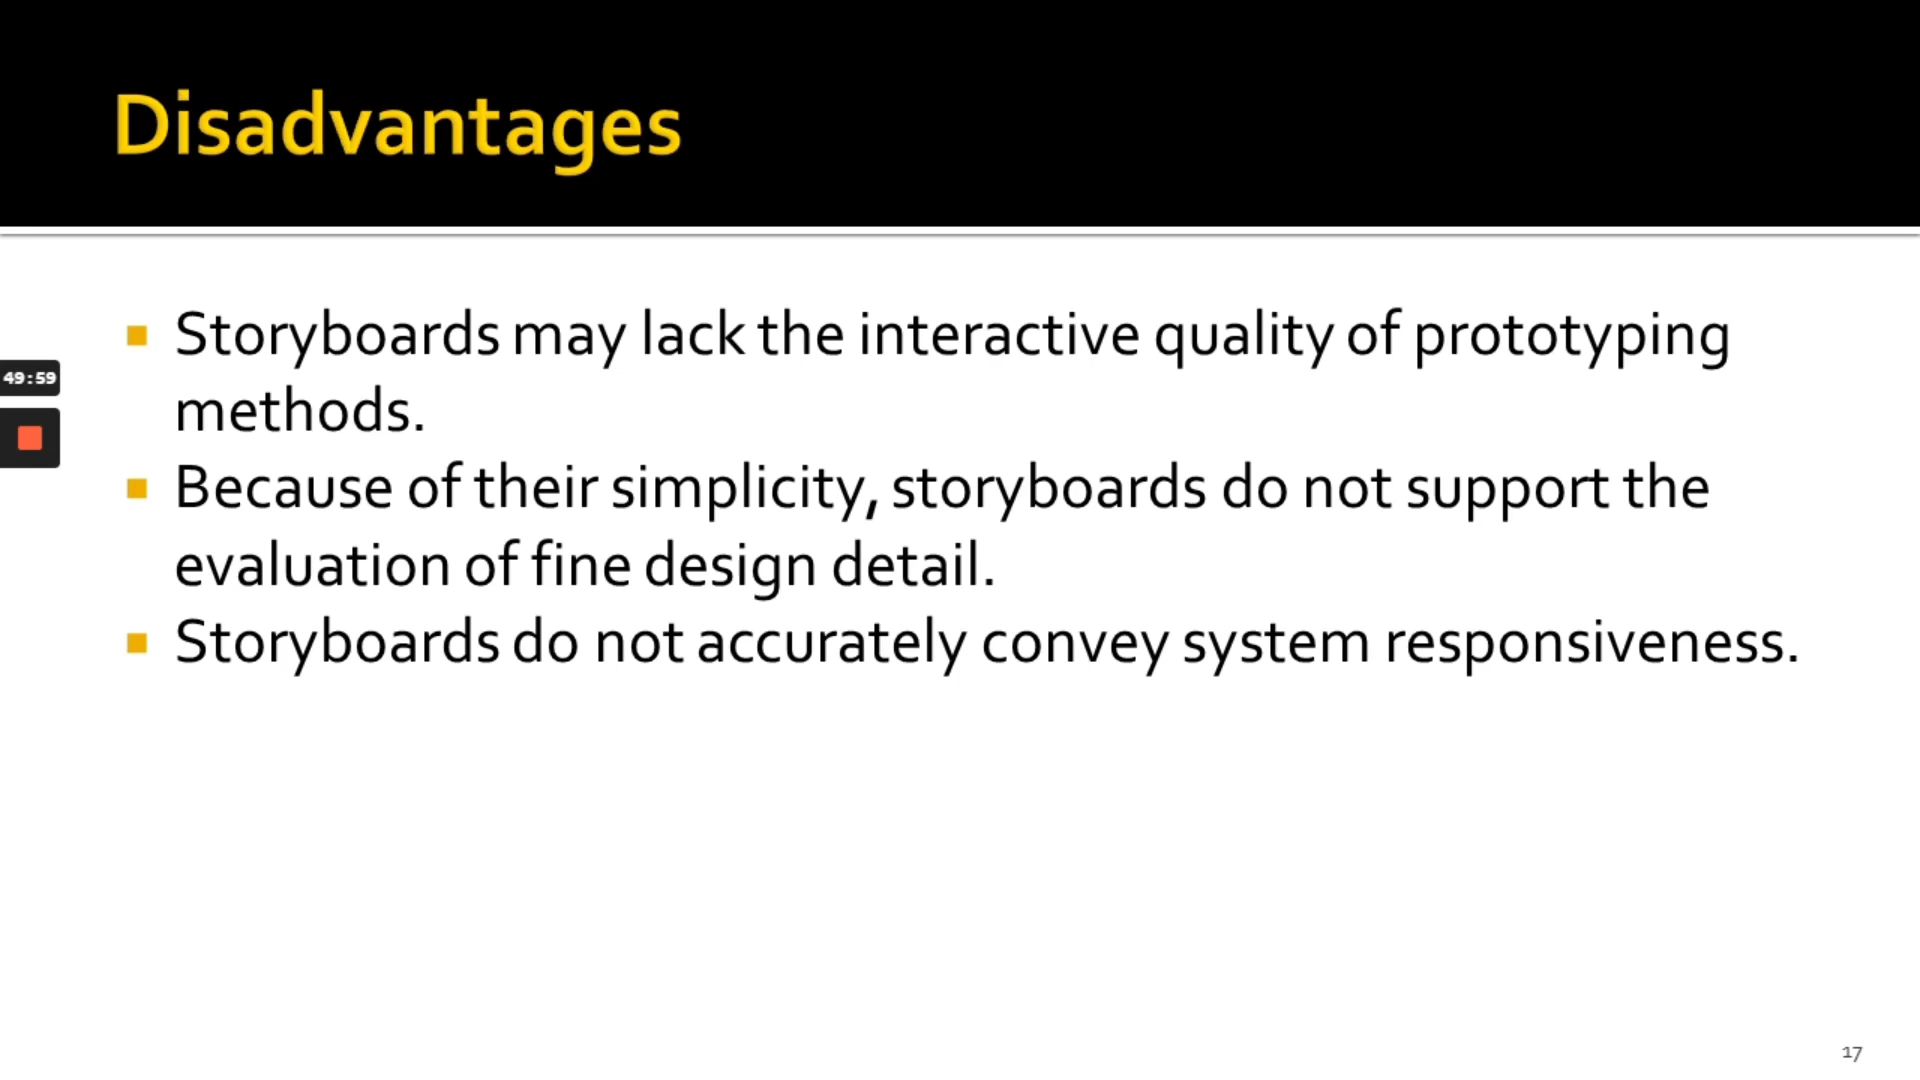 Disadvantages
Storyboards may lack the interactive quality of prototyping
methods.
49:59
Because of their simplicity, storyboards do not support the
evaluation of fine design detail.
Storyboards do not accurately convey system responsiveness.
17